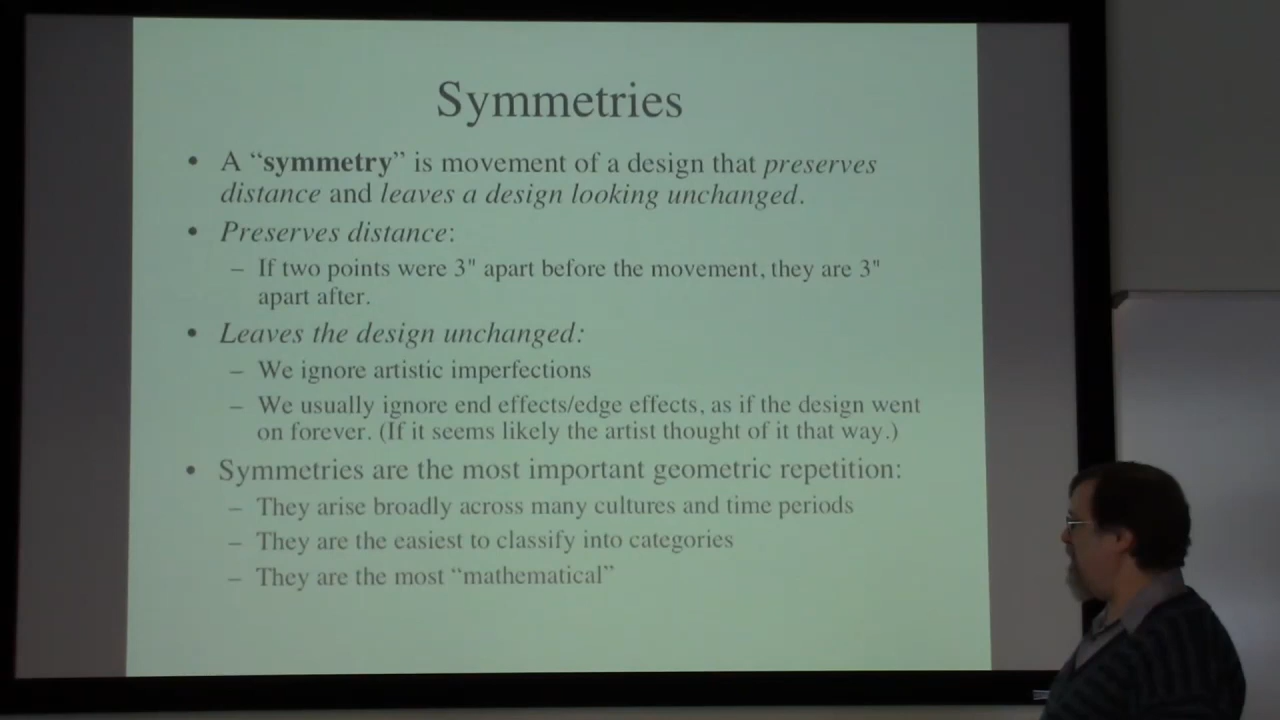 Symmetries
• A “symmetry” is movement of a design that preserves
distance and leaves a design looking unchanged.
• Preserves distance:
– If two points were 3" apart before the movement, they are 3"
apart after.
• Leaves the design unchanged:
– We ignore artistic imperfections
– We usually ignore end effects/edge effects, as if the design went
on forever. (If it seems likely the artist thought of it that way.)
• Symmetries are the most important geometric repetition:
– They arise broadly across many cultures and time periods
– They are the easiest to classify into categories
– They are the most “mathematical”